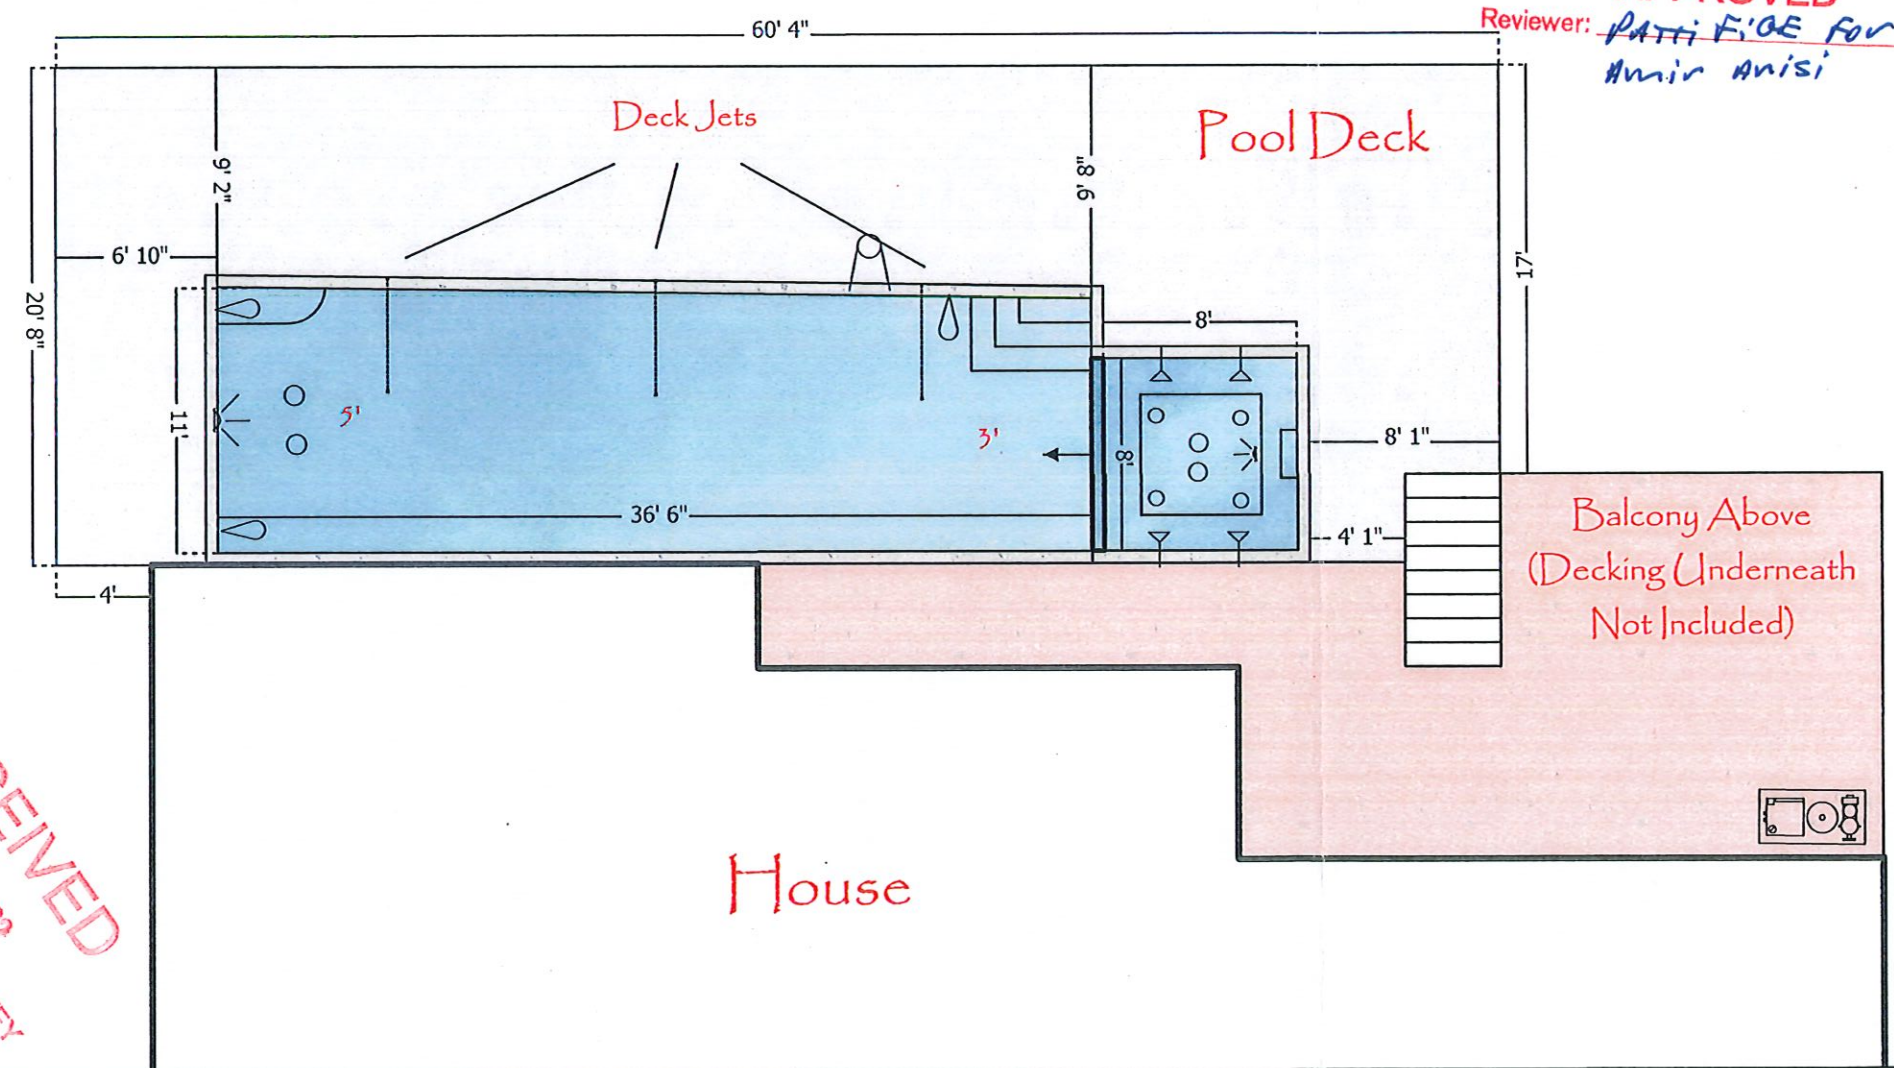 60' 4"
Reviewer: PATTI FIGE For
Amir Anisi
Deck Jets
Pool Deck
9' 2"
9' 8"
6' 10"
17'
20' 8"
8'
11'
5'
3'
8'
8' 1"
36' 6"
4' 1"
4'
Balcony Above
(Decking Underneath
Not Included)
House